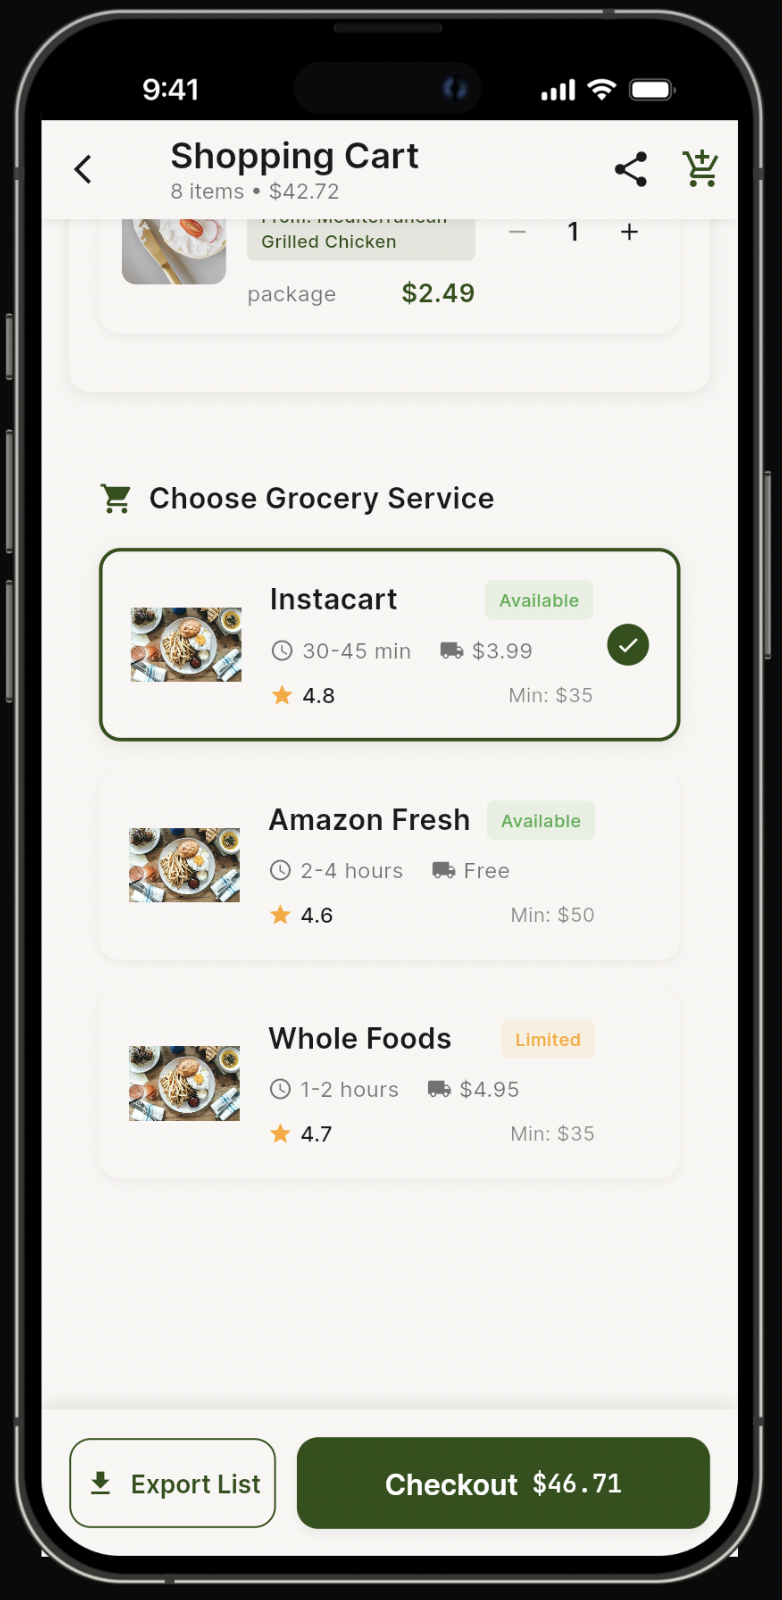 9:41
Shopping Cart
8 items • $42.72
From: Mediterranean
Grilled Chicken
1
package $2.49
Choose Grocery Service
Instacart Available
30-45 min $3.99
4.8 Min: $35
Amazon Fresh Available
2-4 hours Free
4.6 Min: $50
Whole Foods Limited
1-2 hours $4.95
4.7 Min: $35
Export List Checkout $46.71